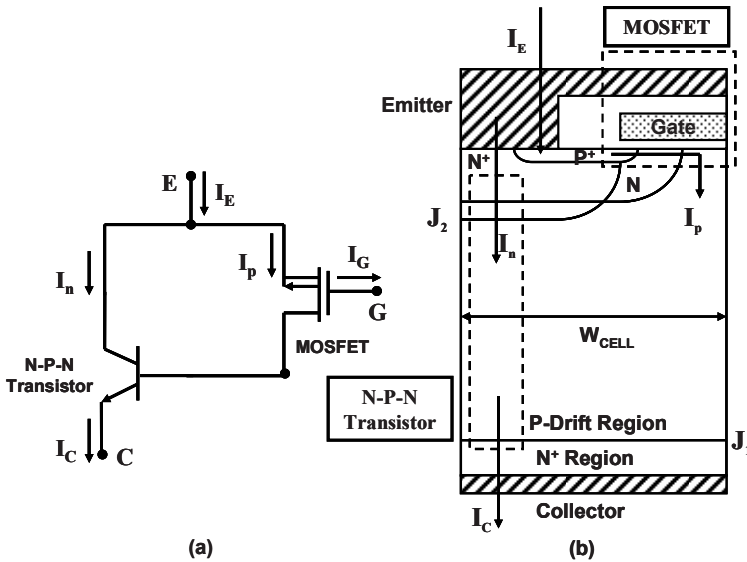 E
I_E
I_n
I_p
I_G
G
MOSFET
N-P-N
Transistor
I_C
C
(a)
MOSFET
I_E
Emitter
Gate
N+
P+
N
J_2
I_n
I_p
W_CELL
N-P-N
Transistor
P-Drift Region
N+ Region
I_C
Collector
(b)